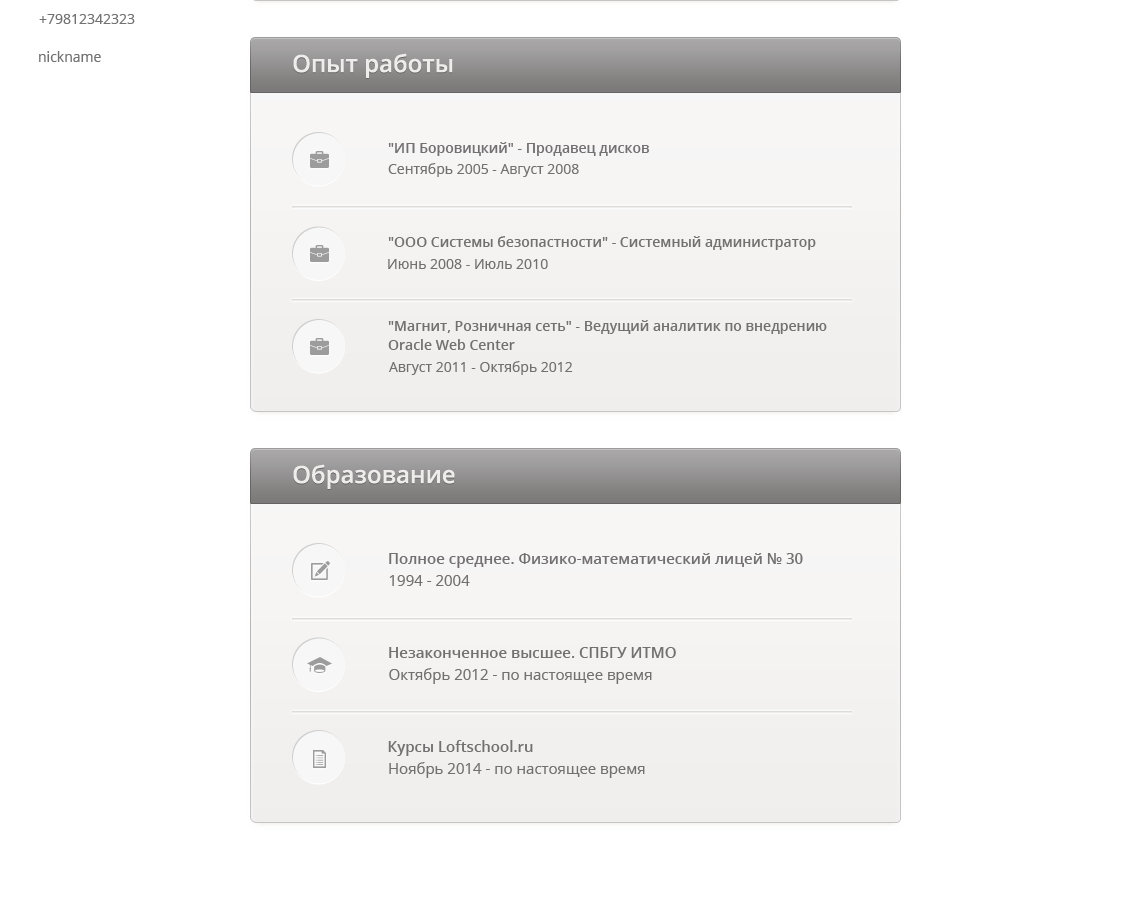 +79812342323
nickname
Опыт работы
"ИП Боровицкий" - Продавец дисков
Сентябрь 2005 - Август 2008
"ООО Системы безопастности" - Системный администратор
Июнь 2008 - Июль 2010
"Магнит, Розничная сеть" - Ведущий аналитик по внедрению
Oracle Web Center
Август 2011 - Октябрь 2012
Образование
Полное среднее. Физико-математический лицей № 30
1994 - 2004
Незаконченное высшее. СПБГУ ИТМО
Октябрь 2012 - по настоящее время
Курсы Loftschool.ru
Ноябрь 2014 - по настоящее время